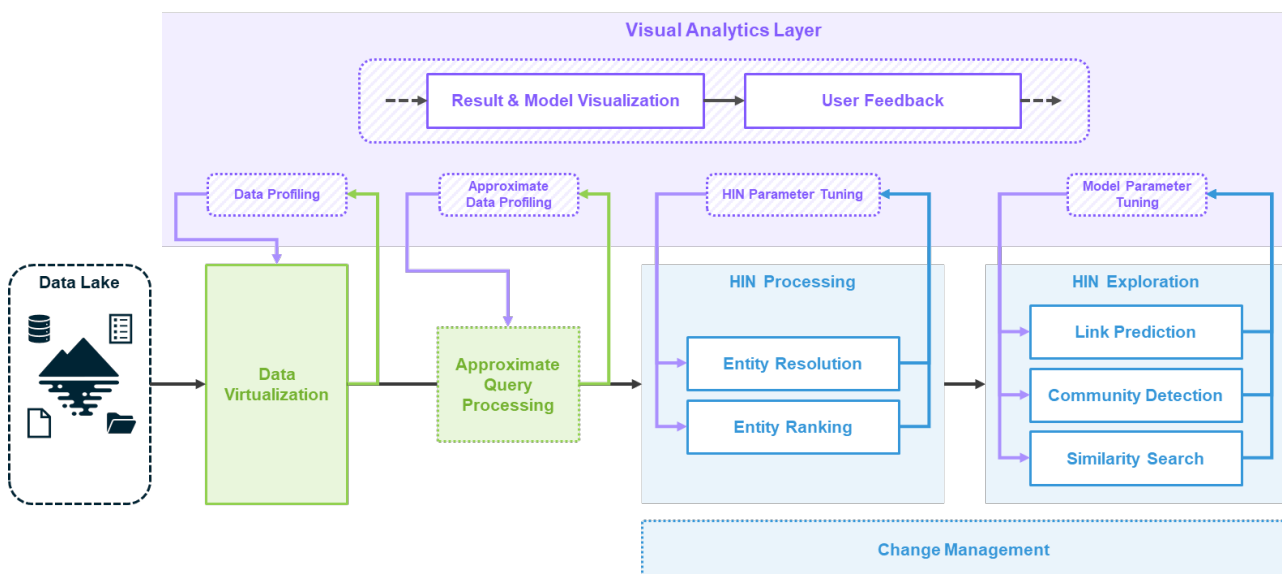 Visual Analytics Layer
Result & Model Visualization
User Feedback
Data Profiling
Approximate
Data Profiling
HIN Parameter Tuning
Model Parameter
Tuning
Data Lake
Data
Virtualization
Approximate
Query
Processing
HIN Processing
Entity Resolution
Entity Ranking
HIN Exploration
Link Prediction
Community Detection
Similarity Search
Change Management